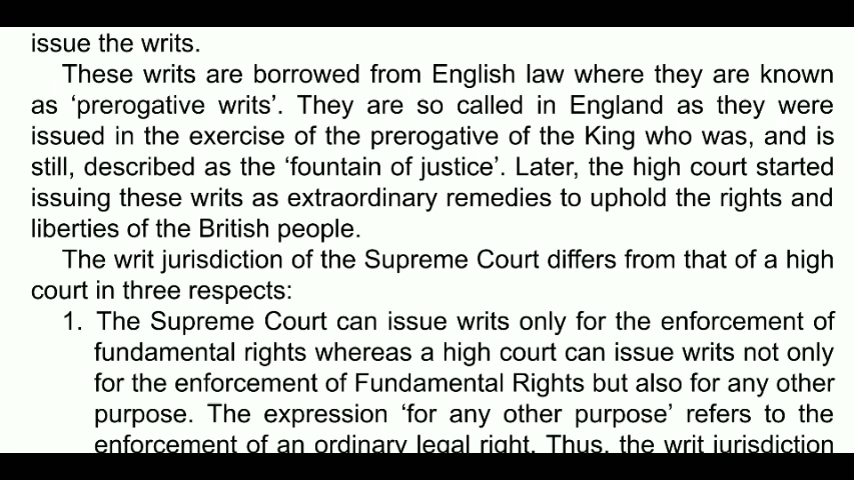 issue the writs.
These writs are borrowed from English law where they are known
as ‘prerogative writs’. They are so called in England as they were
issued in the exercise of the prerogative of the King who was, and is
still, described as the ‘fountain of justice’. Later, the high court started
issuing these writs as extraordinary remedies to uphold the rights and
liberties of the British people.
The writ jurisdiction of the Supreme Court differs from that of a high
court in three respects:
1. The Supreme Court can issue writs only for the enforcement of
fundamental rights whereas a high court can issue writs not only
for the enforcement of Fundamental Rights but also for any other
purpose. The expression ‘for any other purpose’ refers to the
enforcement of an ordinary legal right. Thus, the writ jurisdiction